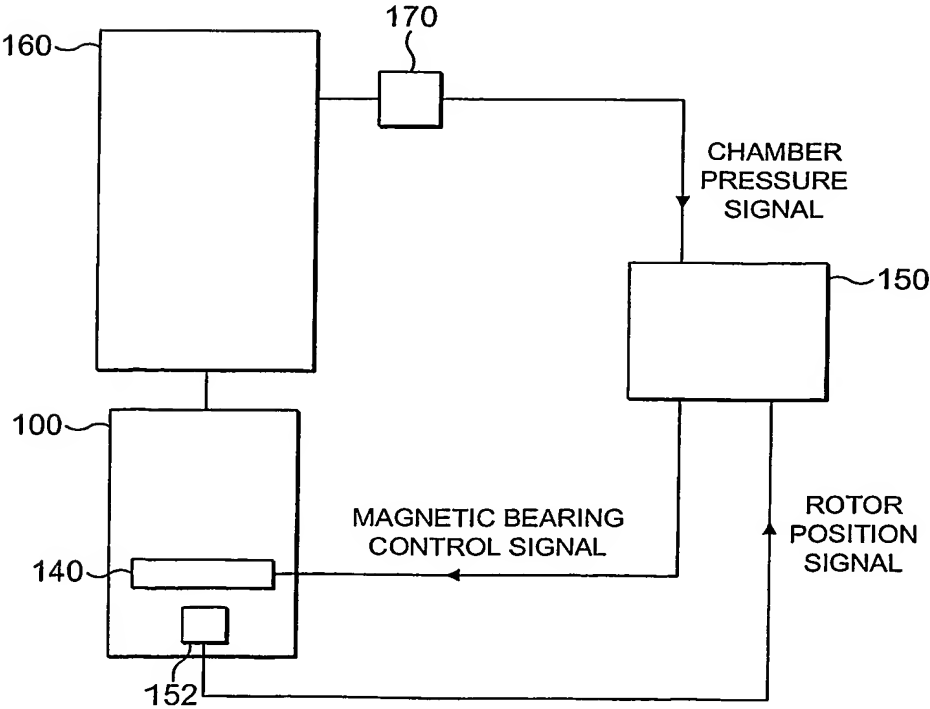 170
160
CHAMBER
PRESSURE
SIGNAL
150
100
MAGNETIC BEARING
CONTROL SIGNAL
ROTOR
POSITION
SIGNAL
140
152